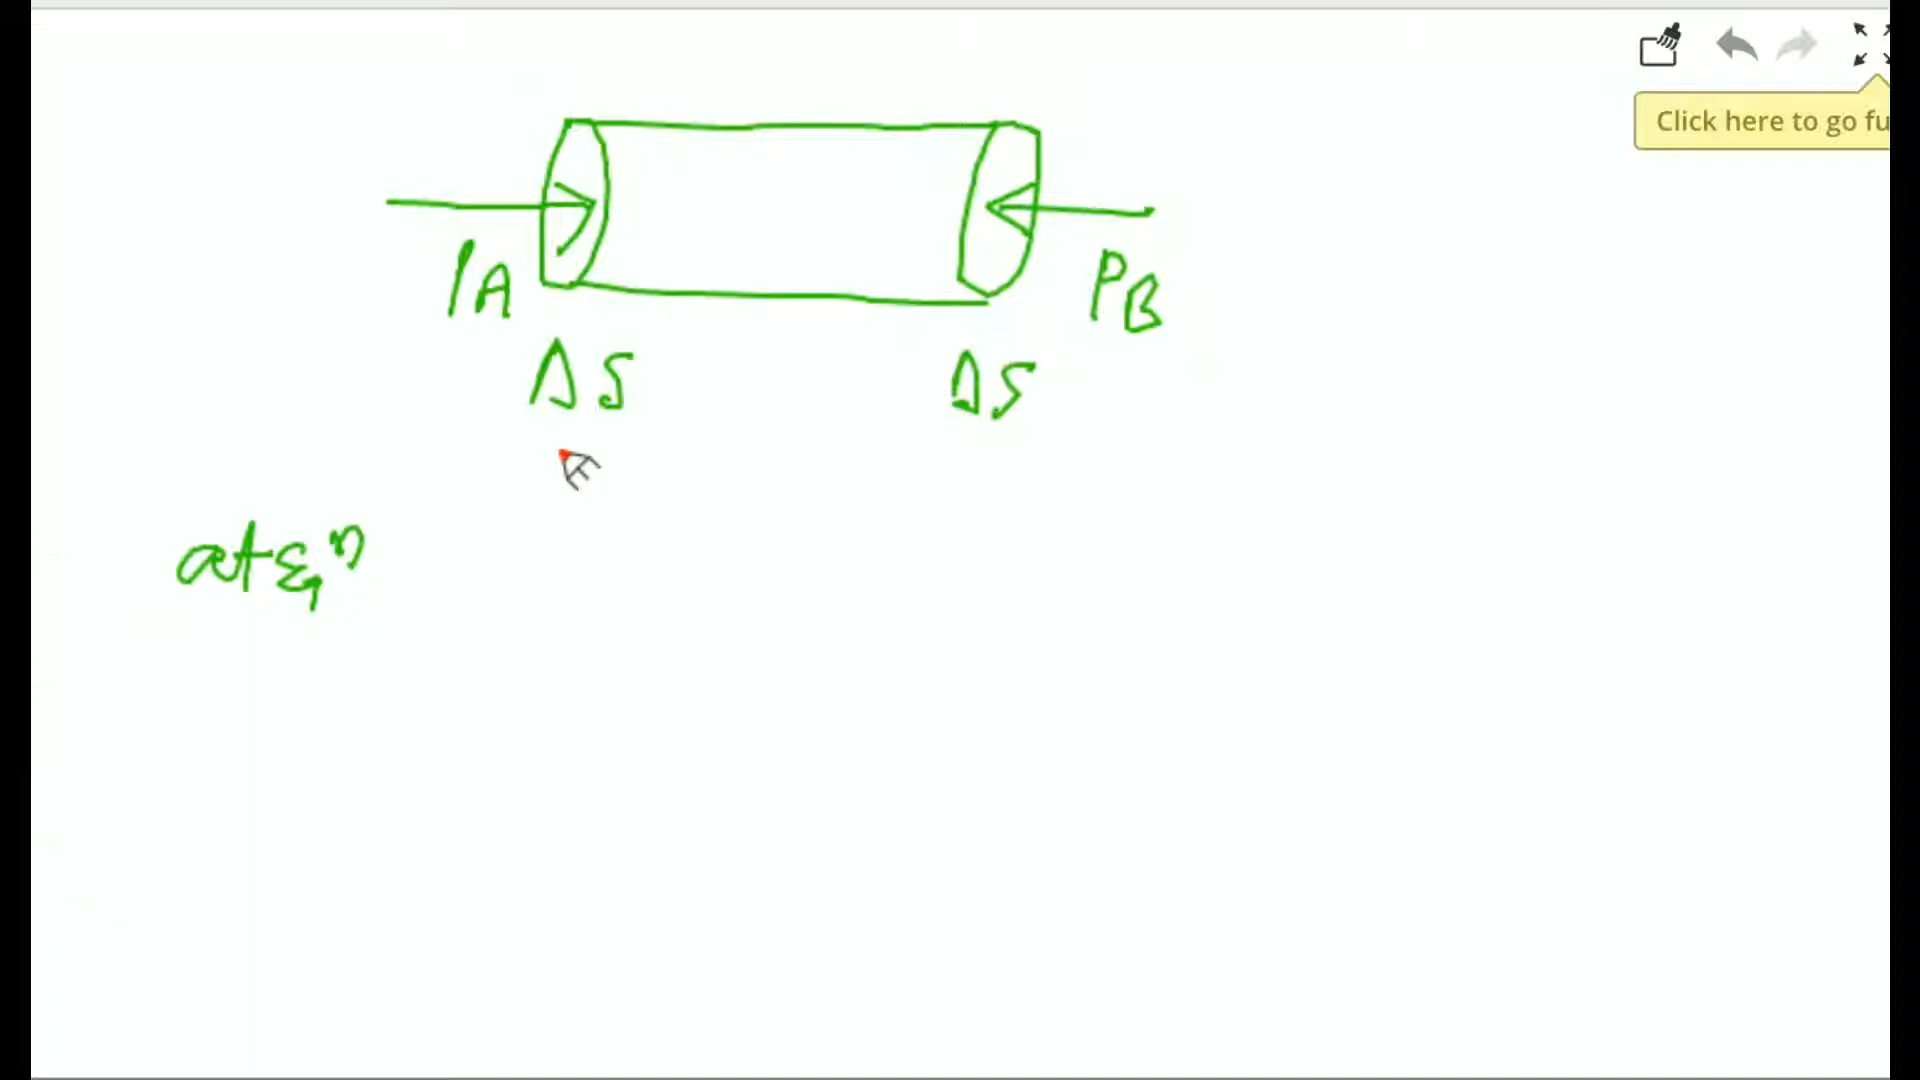 Click here to go fu
PA
PB
ΔS
ΔS
at Eqⁿ